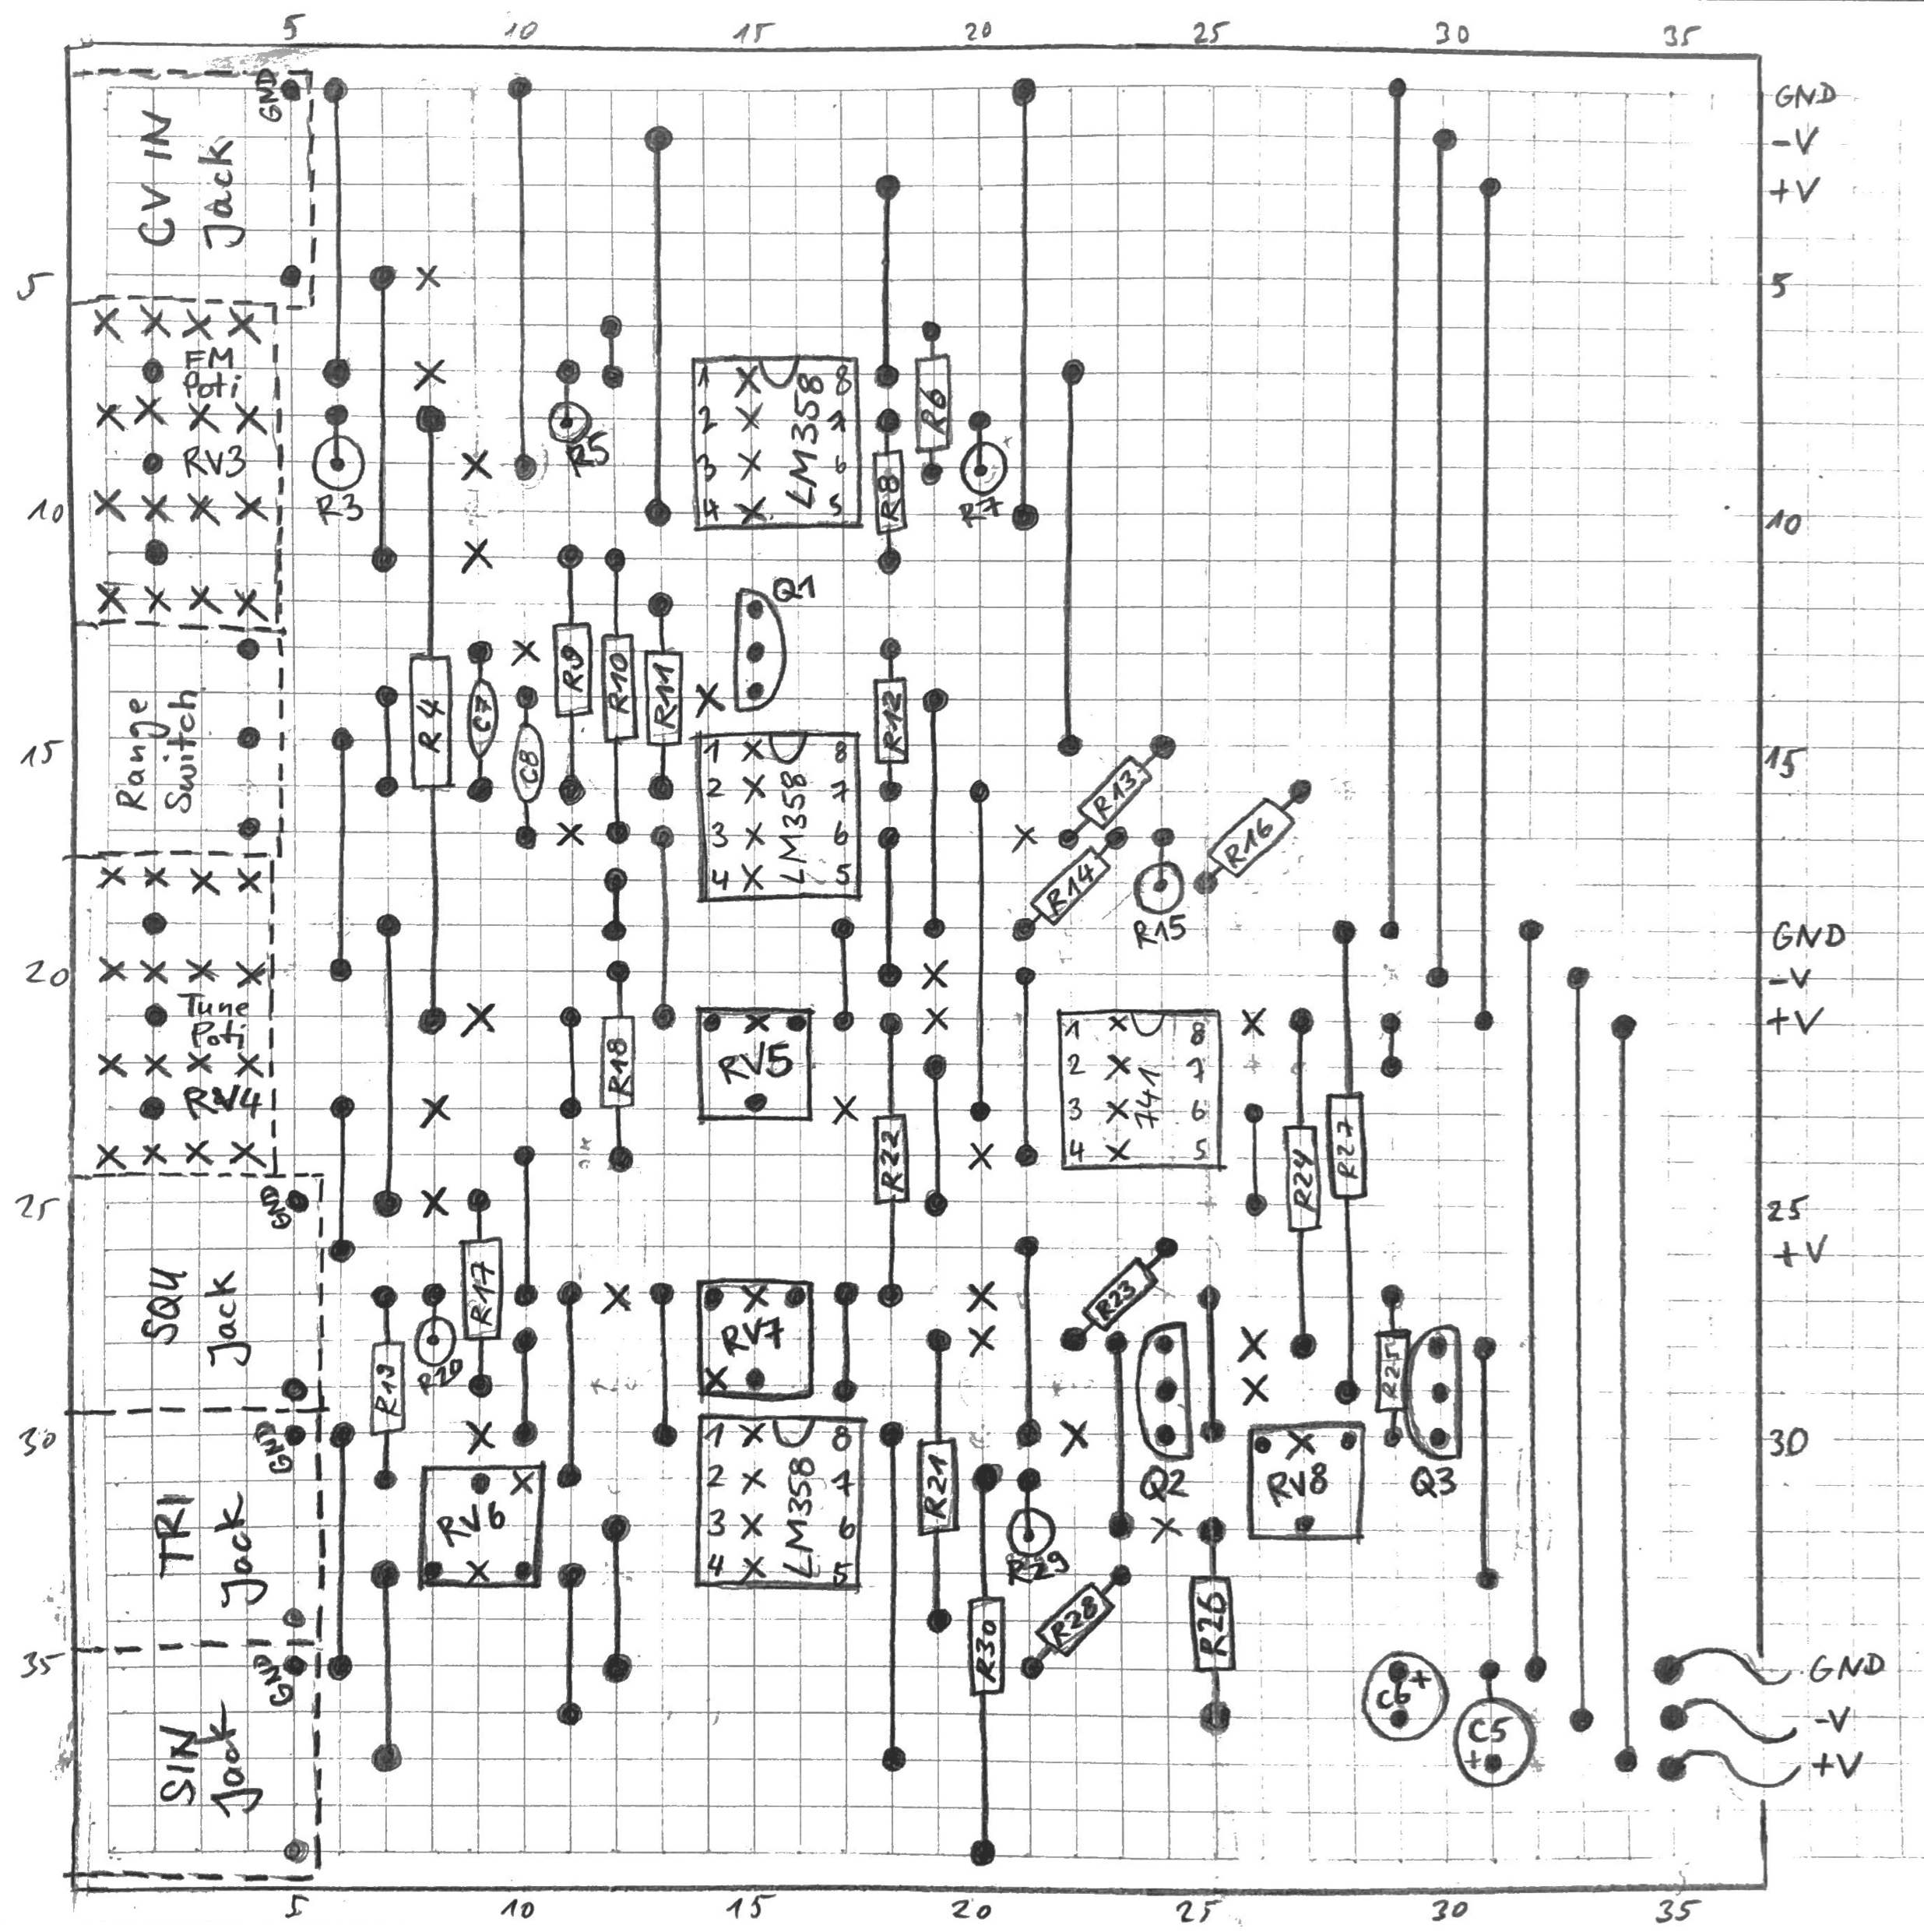 5 10 15 20 25 30 35
GND
CV IN
Jack
GND
-V
+V
5
5
FM
Poti
RV3
10
10
R3
R5
1 8
2 7
3 6
4 5
LM358
R6
R8
R7
Q1
Range
Switch
R4
C7
C8
R9
R10
R11
R12
15
15
1 8
2 7
3 6
4 5
LM358
R13
R14
R15
R16
GND
-V
+V
20
Tune
Poti
RV4
R18
RV5
R22
1 8
2 7
3 6
4 5
741
R24
R27
25
25
+V
GND
SQU
Jack
R19
R20
R17
RV7
R23
R25
30
30
GND
TRI
Jack
RV6
1 8
2 7
3 6
4 5
LM358
R21
Q2
RV8
Q3
R29
R28
R30
R26
35
GND
SIN
Jack
C6+
C5
+
GND
-V
+V
5 10 15 20 25 30 35